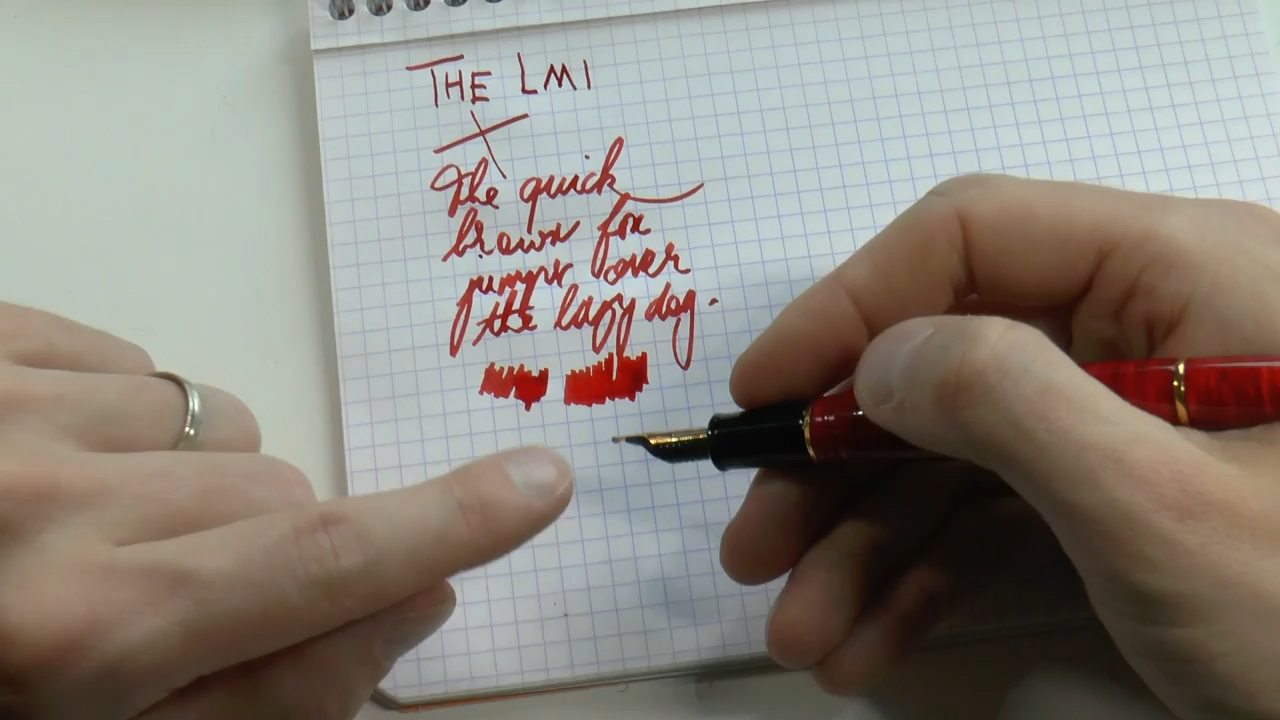 THE LMI
The quick
brown fox
jumps over
the lazy dog.